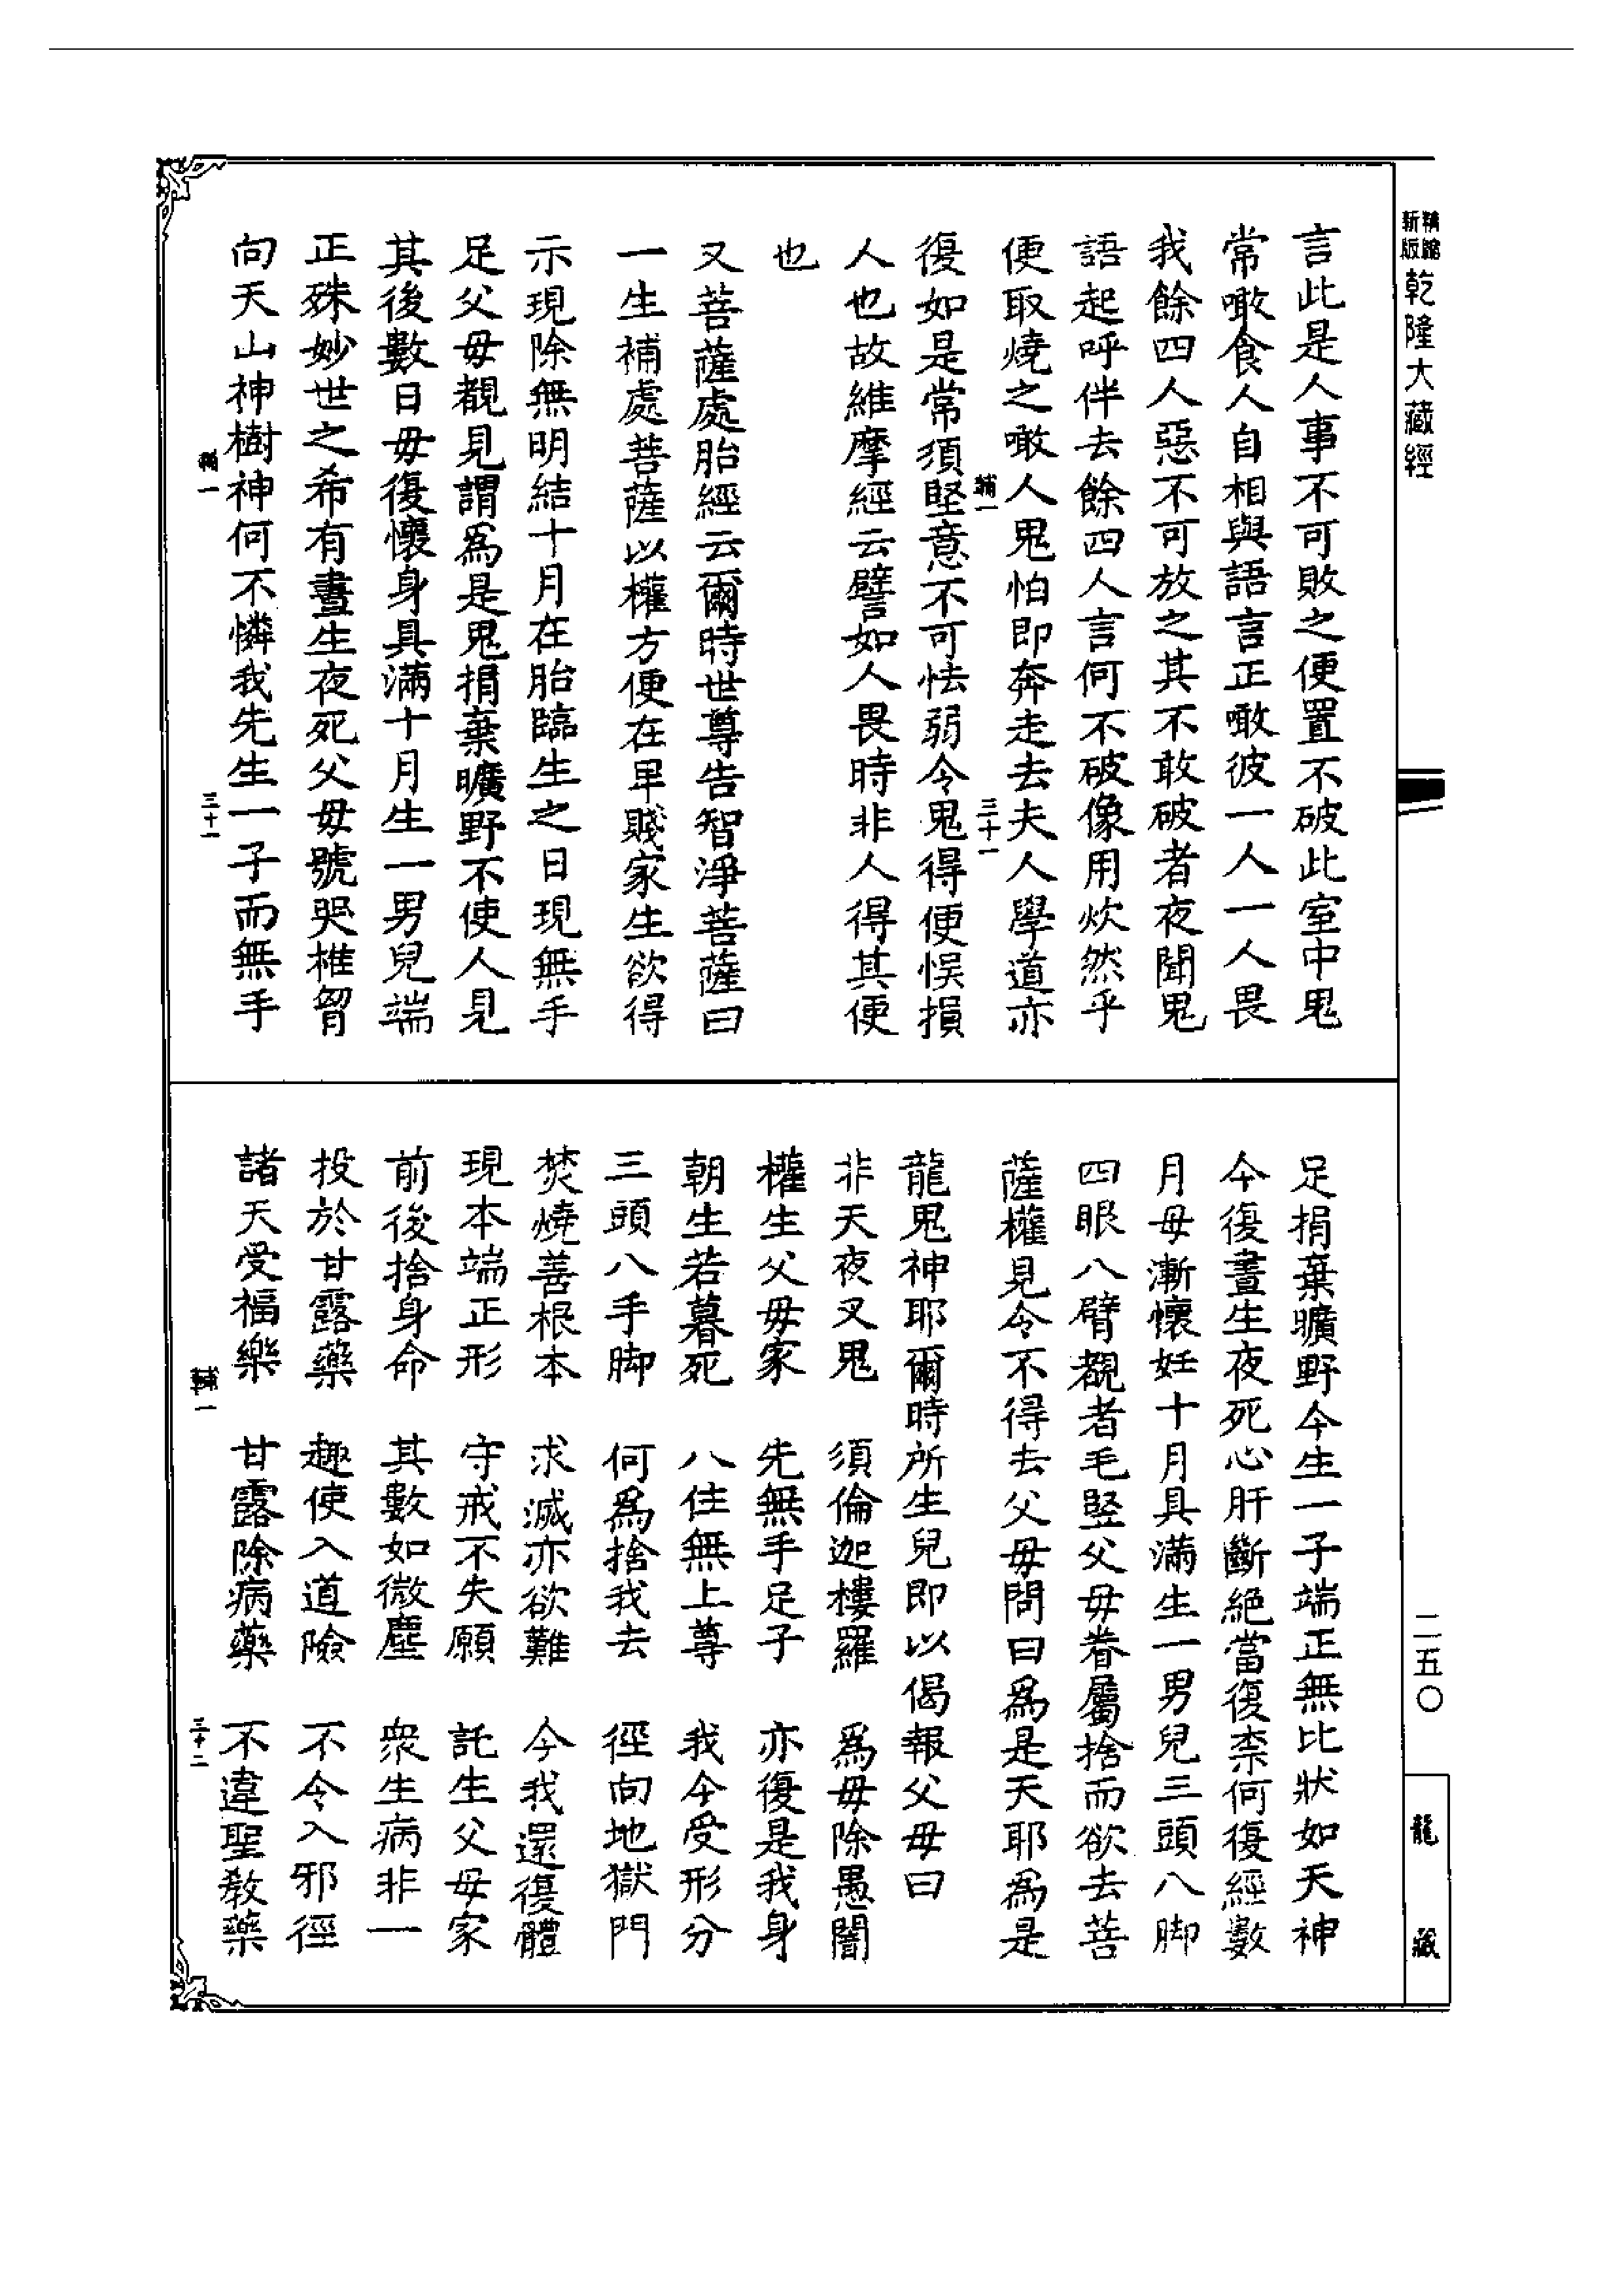 新版
精縮
乾隆大藏經
言此是人事不可敗之便置不破此室中鬼
常噉食人自相與語言正噉彼一人一人畏
我餘四人惡不可放之其不敢破者夜聞鬼
語起呼伴去餘四人言何不破像用炊然乎
便取燒之噉人鬼怕即奔走去夫人學道亦
輔一
三十一
復如是常須堅意不可怯弱令鬼得便悞損
人也故維摩經云譬如人畏時非人得其便
也
又菩薩處胎經云爾時世尊告智淨菩薩曰
一生補處菩薩以權方便在卑賤家生欲得
示現除無明結十月在胎臨生之日現無手
足父母覩見謂為是鬼捐棄曠野不使人見
其後數日毋復懷身具滿十月生一男兒端
正殊妙世之希有晝生夜死父毋號哭椎胷
向天山神樹神何不憐我先生一子而無手
輔一
三十一
足捐棄曠野今生一子端正無比狀如天神
今復晝生夜死心肝斷絕當復柰何復經數
月母漸懷妊十月具滿生一男兒三頭八脚
四眼八臂覩者毛竪父母眷屬捨而欲去菩
薩權見令不得去父母問曰為是天耶為是
龍鬼神耶爾時所生兒即以偈報父母曰
非天夜叉鬼　須倫迦樓羅　為母除愚闇
權生父毋家　先無手足子　亦復是我身
朝生若暮死　八住無上尊　我今受形分
三頭八手脚　何為捨我去　徑向地獄門
焚燒善根本　求滅亦欲難　今我還復體
現本端正形　守戒不失願　託生父母家
前後捨身命　其數如微塵　衆生病非一
投於甘露藥　趣使入道險　不令入邪徑
諸天受福樂　甘露除病藥　不違聖教藥
輔一
三十二
二五〇
龍藏